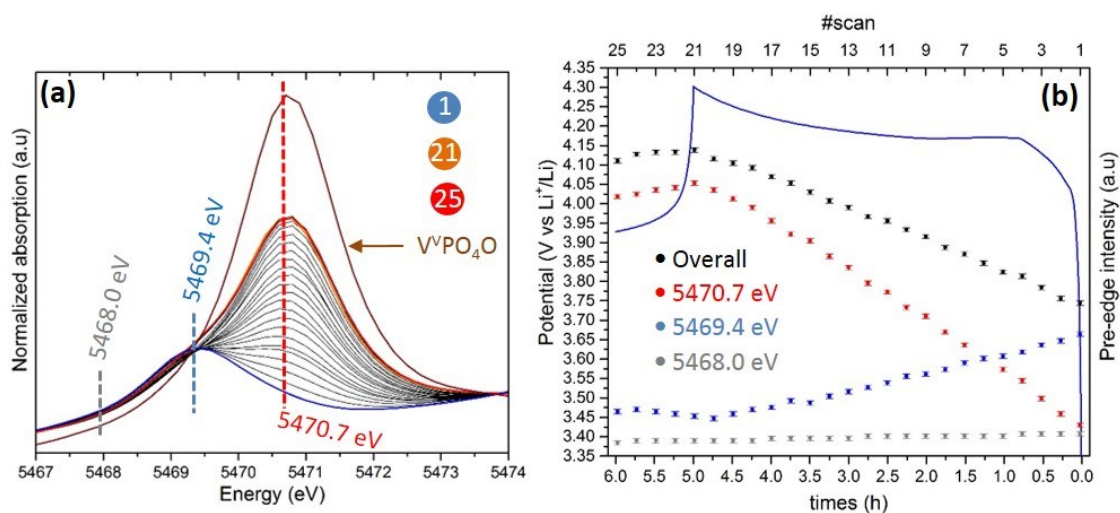 (a)
1
21
25
V^VPO₄O
5468.0 eV
5469.4 eV
5470.7 eV
Normalized absorption (a.u)
5467 5468 5469 5470 5471 5472 5473 5474
Energy (eV)
#scan
25 23 21 19 17 15 13 11 9 7 5 3 1
(b)
4.35
4.30
4.25
4.20
4.15
4.10
4.05
4.00
3.95
3.90
3.85
3.80
3.75
3.70
3.65
3.60
3.55
3.50
3.45
3.40
3.35
Potential (V vs Li⁺/Li)
Overall
5470.7 eV
5469.4 eV
5468.0 eV
Pre-edge intensity (a.u)
6.0 5.5 5.0 4.5 4.0 3.5 3.0 2.5 2.0 1.5 1.0 0.5 0.0
times (h)